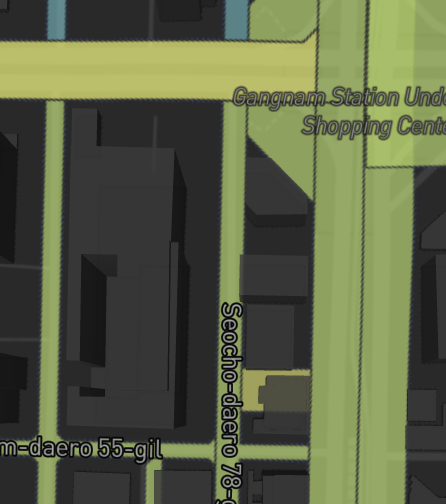 Gangnam Station Unde
Shopping Cente
Seocho-daero 78-g
m-daero 55-gil